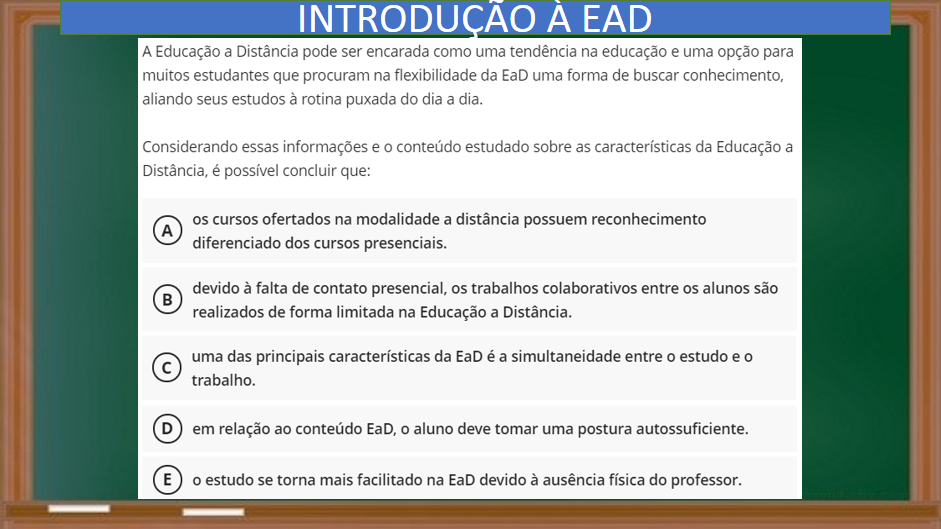 INTRODUÇÃO À EAD
A Educação a Distância pode ser encarada como uma tendência na educação e uma opção para
muitos estudantes que procuram na flexibilidade da EaD uma forma de buscar conhecimento,
aliando seus estudos à rotina puxada do dia a dia.
Considerando essas informações e o conteúdo estudado sobre as características da Educação a
Distância, é possível concluir que:
A os cursos ofertados na modalidade a distância possuem reconhecimento
diferenciado dos cursos presenciais.
B devido à falta de contato presencial, os trabalhos colaborativos entre os alunos são
realizados de forma limitada na Educação a Distância.
C uma das principais características da EaD é a simultaneidade entre o estudo e o
trabalho.
D em relação ao conteúdo EaD, o aluno deve tomar uma postura autossuficiente.
E o estudo se torna mais facilitado na EaD devido à ausência física do professor.